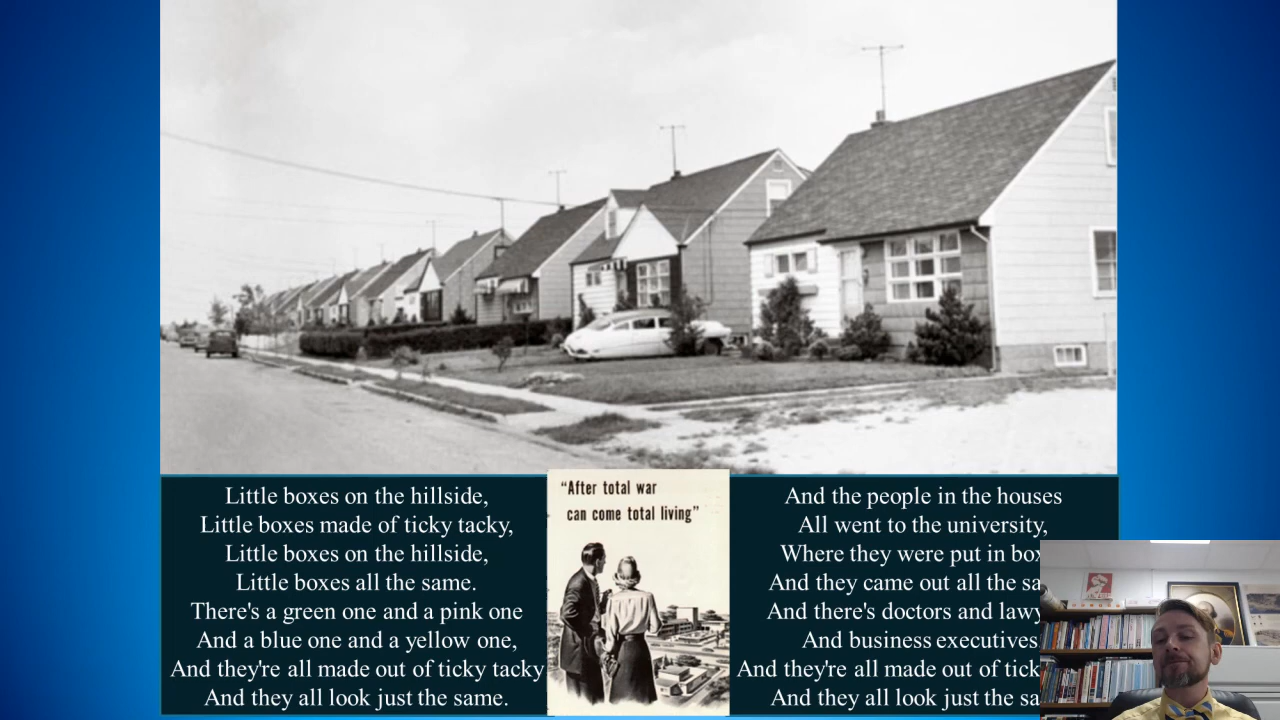 Little boxes on the hillside,
Little boxes made of ticky tacky,
Little boxes on the hillside,
Little boxes all the same.
There's a green one and a pink one
And a blue one and a yellow one,
And they're all made out of ticky tacky
And they all look just the same.
“After total war
can come total living”
And the people in the houses
All went to the university,
Where they were put in
And they came out all the
And there's doctors and
And business executives
And they're all made out of
And they all look just the